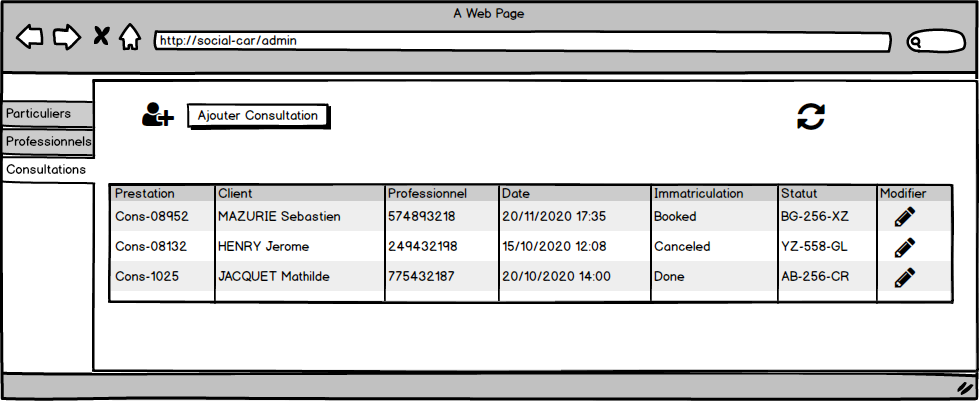 A Web Page
http://social-car/admin
Particuliers
Professionnels
Consultations
Ajouter Consultation
Prestation Client Professionnel Date Immatriculation Statut Modifier
Cons-08952 MAZURIE Sebastien 574893218 20/11/2020 17:35 Booked BG-256-XZ
Cons-08132 HENRY Jerome 249432198 15/10/2020 12:08 Canceled YZ-558-GL
Cons-1025 JACQUET Mathilde 775432187 20/10/2020 14:00 Done AB-256-CR